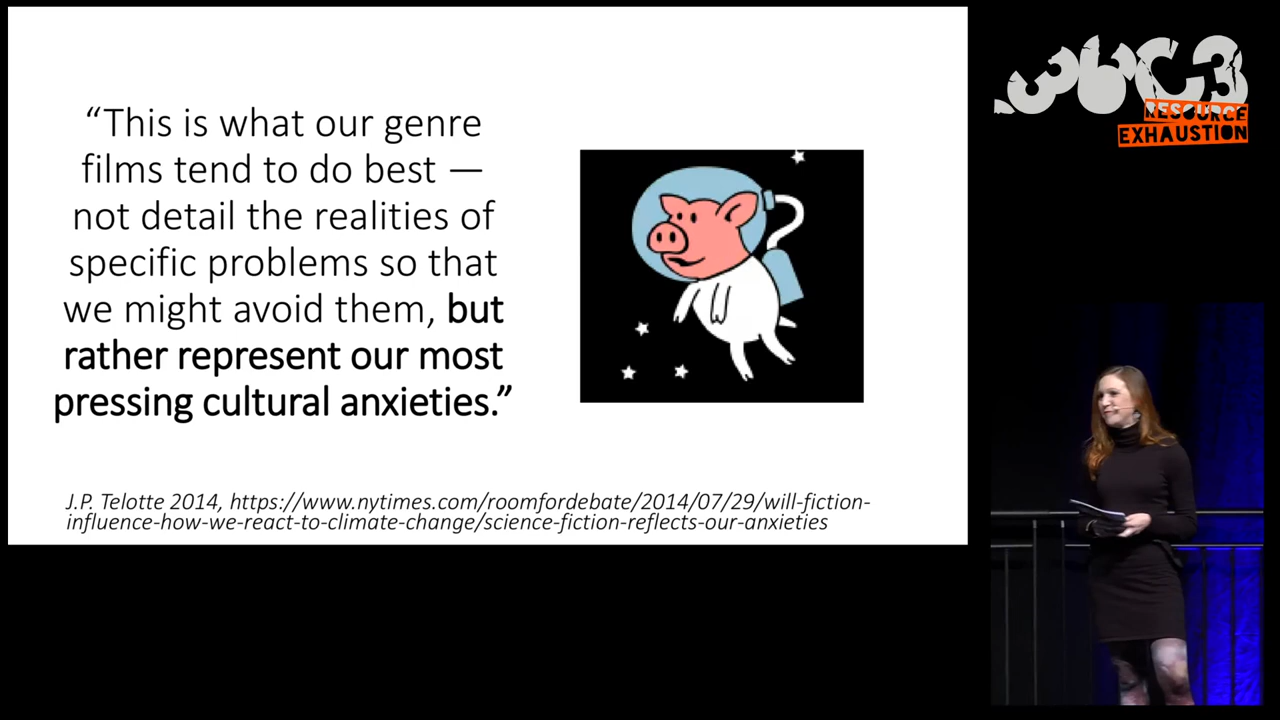 “This is what our genre
films tend to do best —
not detail the realities of
specific problems so that
we might avoid them, but
rather represent our most
pressing cultural anxieties.”
J.P. Telotte 2014, https://www.nytimes.com/roomfordebate/2014/07/29/will-fiction-
influence-how-we-react-to-climate-change/science-fiction-reflects-our-anxieties
36C3
RESOURCE
EXHAUSTION